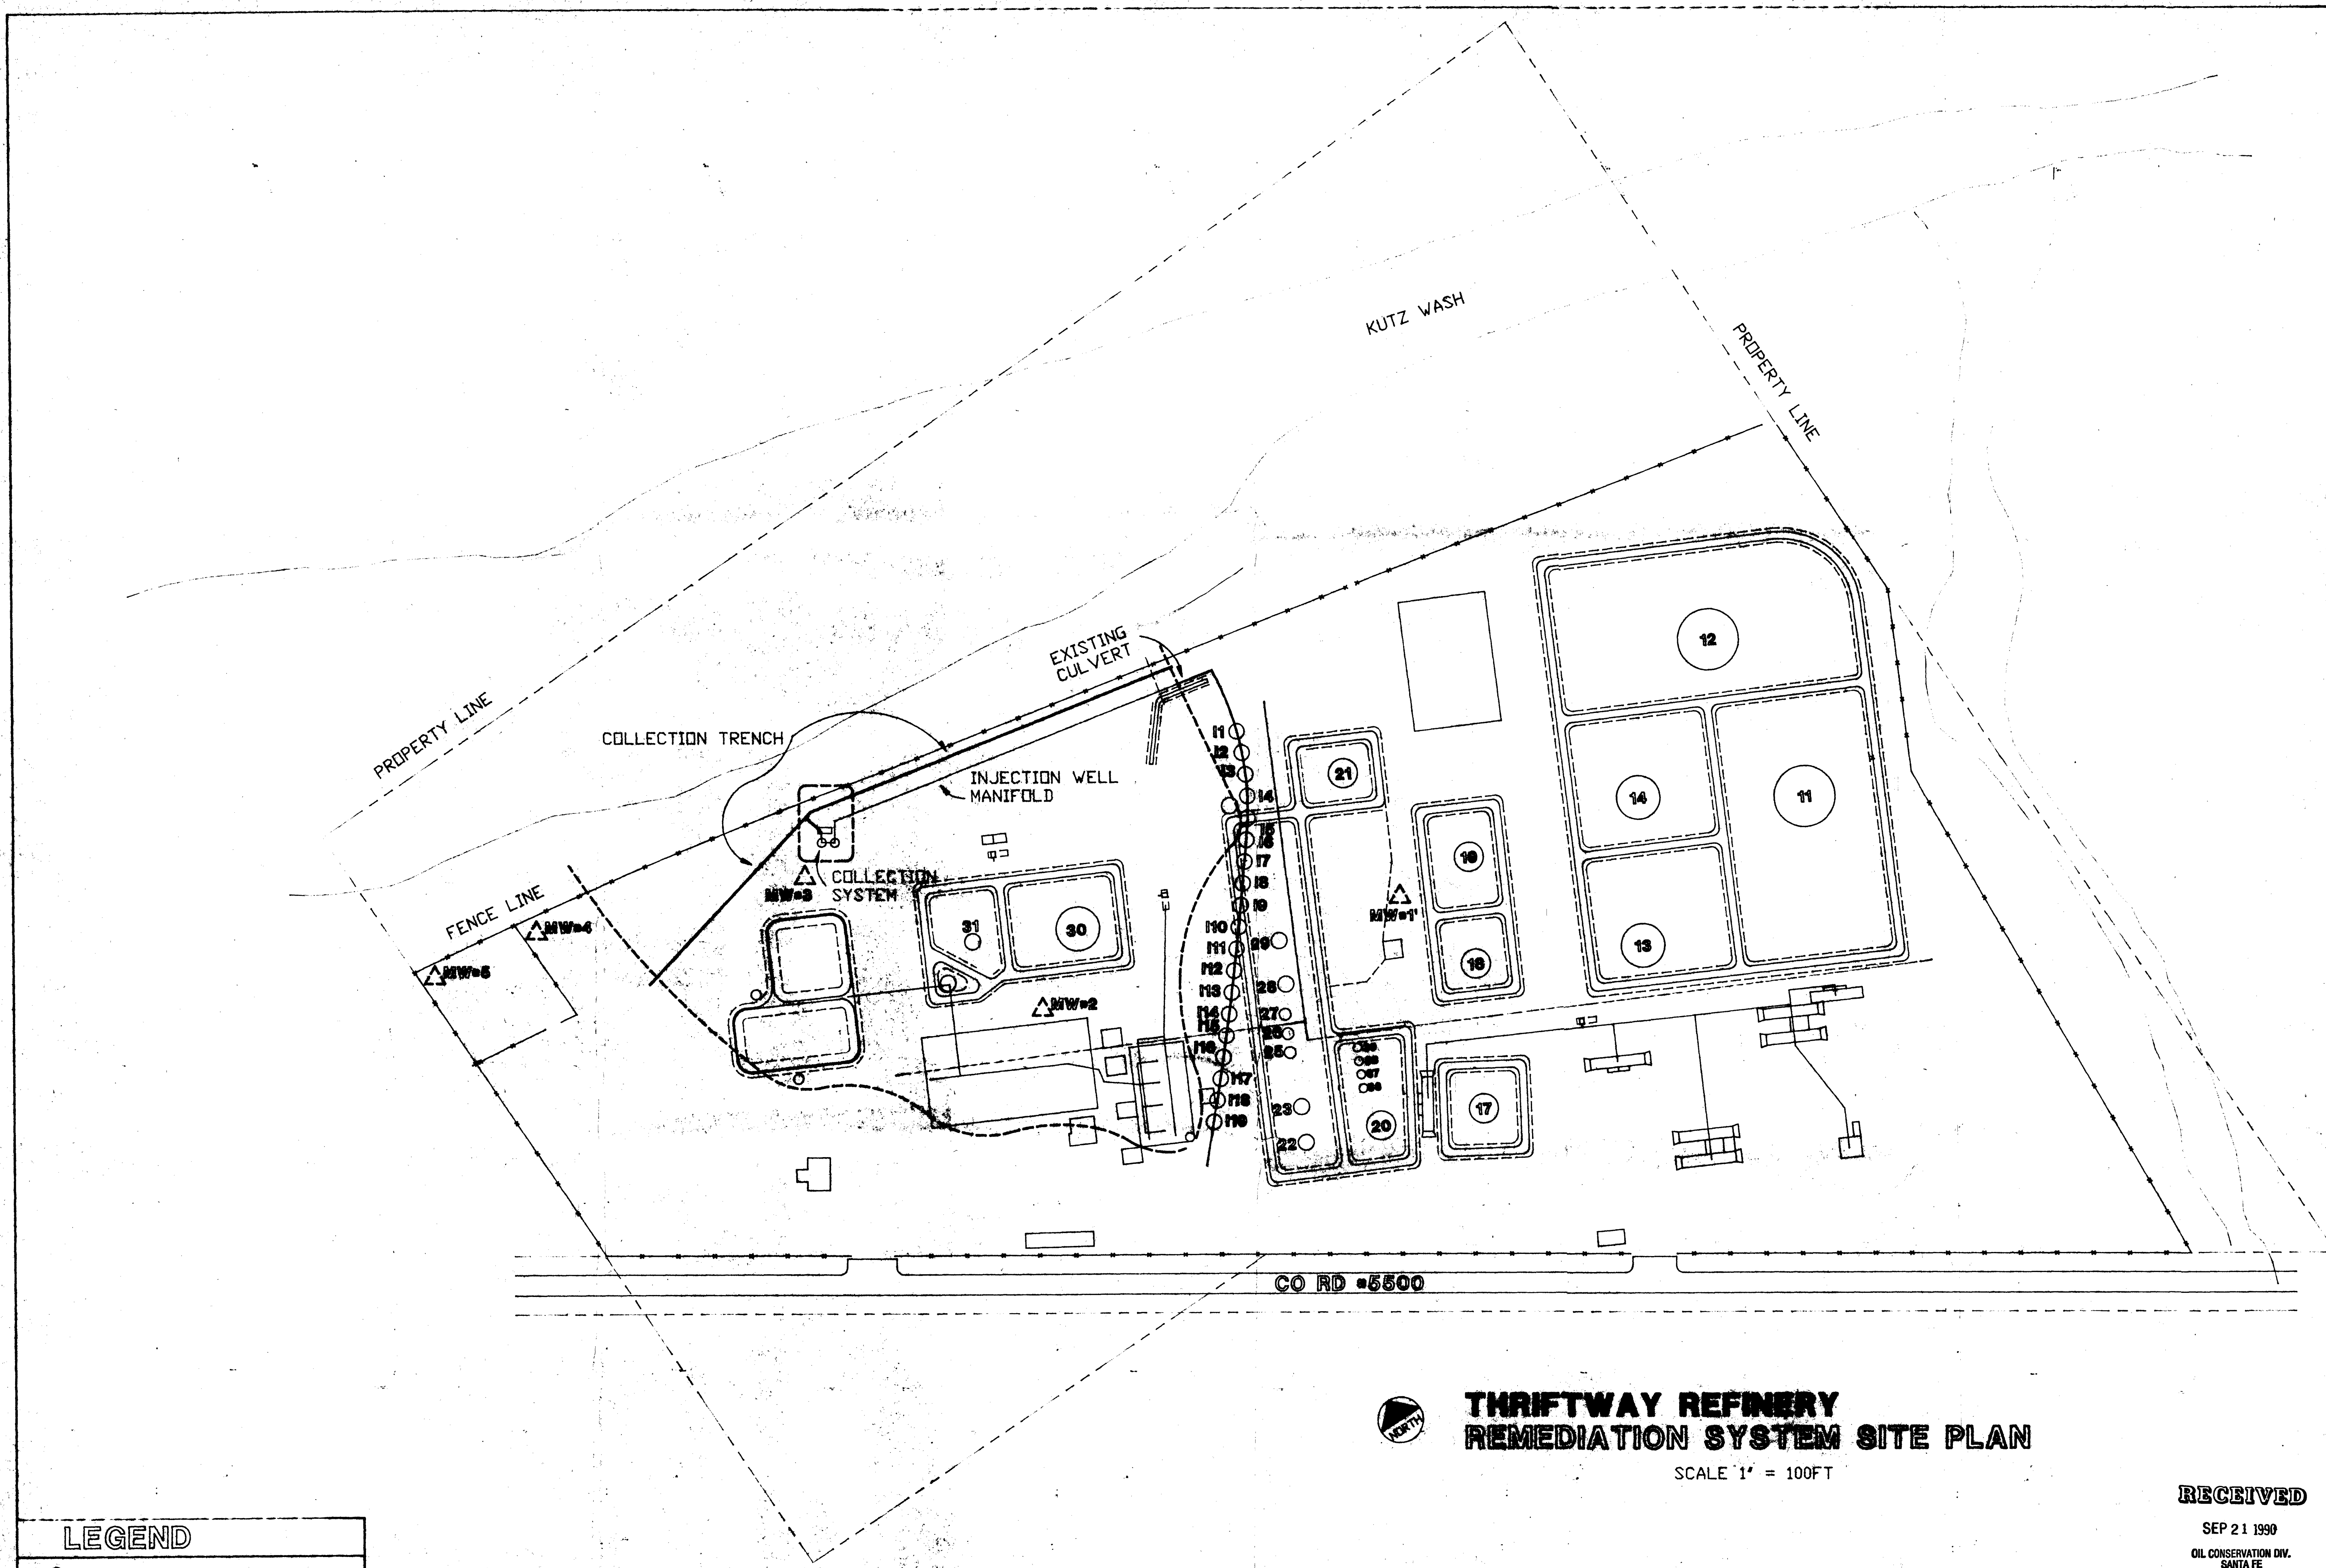 KUTZ WASH
PROPERTY LINE
EXISTING
CULVERT
PROPERTY LINE
COLLECTION TRENCH
INJECTION WELL
MANIFOLD
COLLECTION
SYSTEM
FENCE LINE
MW#3
MW#4
MW#5
MW#2
MW#1
I1
I2
I3
I4
I5
I6
I7
I8
I9
I10
I11
I12
I13
I14
I15
I16
I17
I18
I19
12
14
11
13
21
19
18
31
30
29
28
27
26
25
23
22
20
17
CO RD #5500
NORTH
THRIFTWAY REFINERY
REMEDIATION SYSTEM SITE PLAN
SCALE 1" = 100FT
RECEIVED
SEP 21 1990
OIL CONSERVATION DIV.
SANTA FE
LEGEND